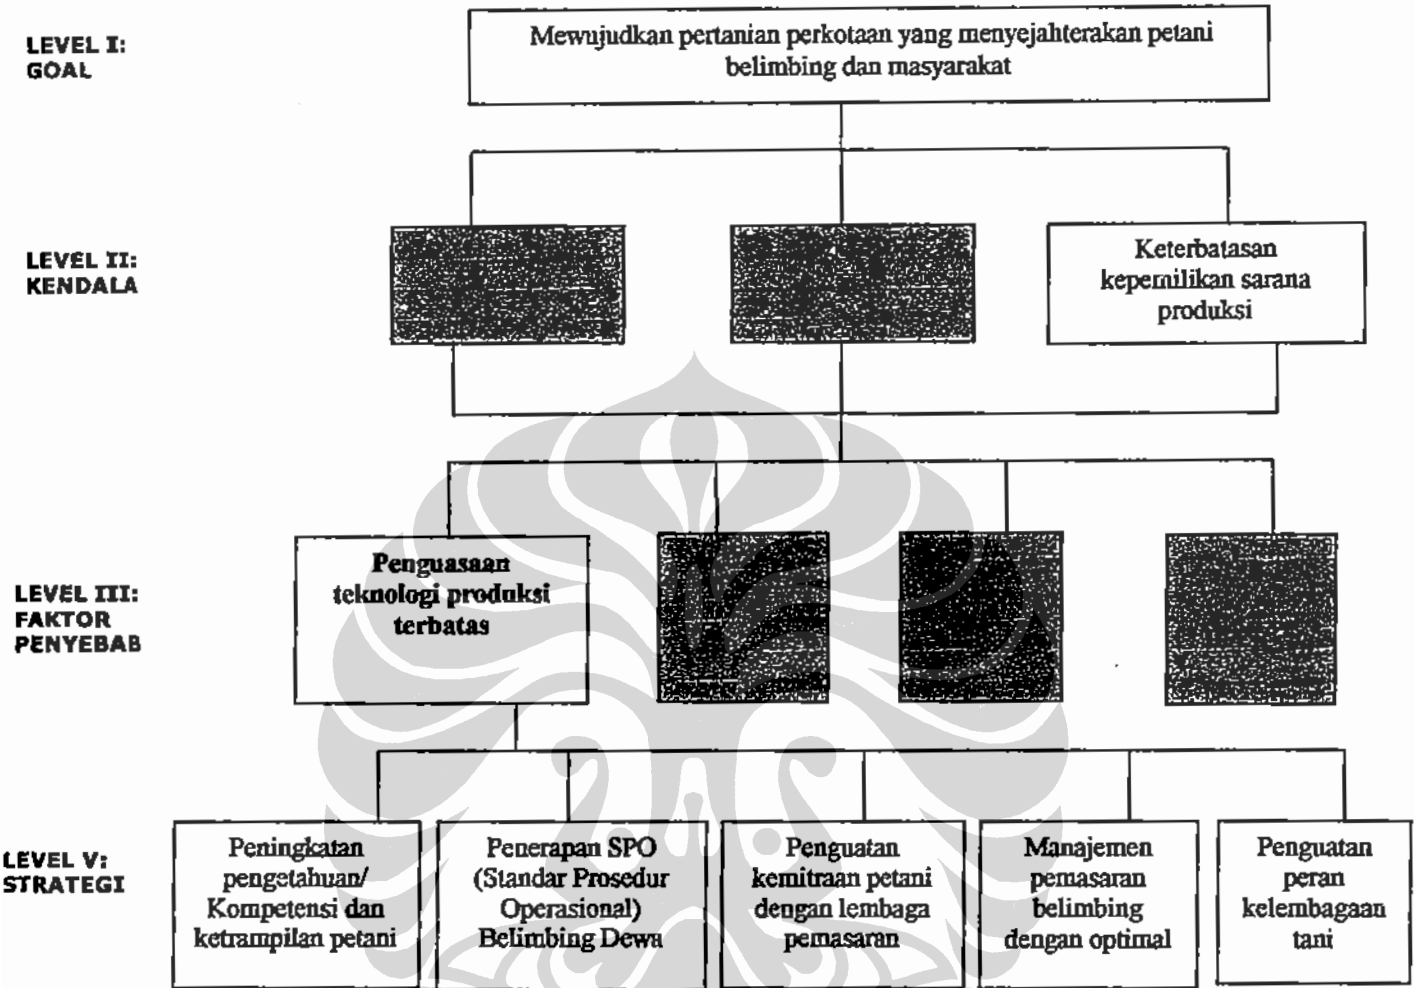 LEVEL I:
GOAL
Mewujudkan pertanian perkotaan yang menyejahterakan petani
belimbing dan masyarakat
LEVEL II:
KENDALA
Keterbatasan
kepemilikan sarana
produksi
LEVEL III:
FAKTOR
PENYEBAB
Penguasaan
teknologi produksi
terbatas
LEVEL V:
STRATEGI
Peningkatan
pengetahuan/
Kompetensi dan
ketrampilan petani
Penerapan SPO
(Standar Prosedur
Operasional)
Belimbing Dewa
Penguatan
kemitraan petani
dengan lembaga
pemasaran
Manajemen
pemasaran
belimbing
dengan optimal
Penguatan
peran
kelembagaan
tani